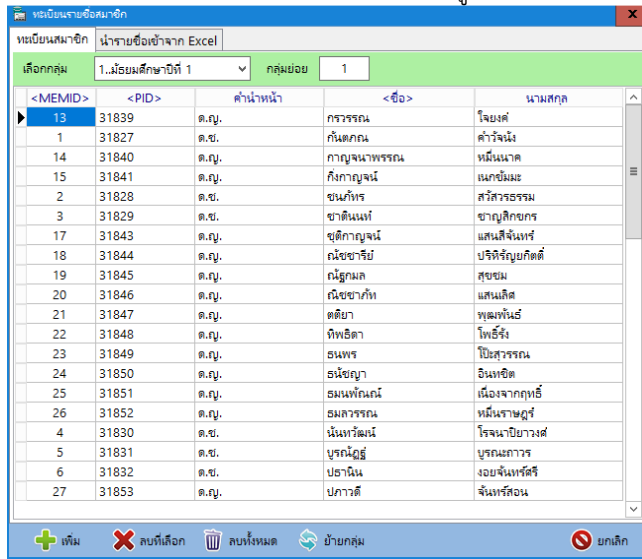 ทะเบียนรายชื่อสมาชิก x
ทะเบียนสมาชิก นำรายชื่อเข้าจาก Excel
เลือกกลุ่ม 1..มัธยมศึกษาปีที่ 1 กลุ่มย่อย 1
<MEMID> <PID> คำนำหน้า <ชื่อ> นามสกุล
13 31839 ด.ญ. กรวรรณ ใจยงค์
1 31827 ด.ช. กันตภณ คำวัจนัง
14 31840 ด.ญ. กาญจนาพรรณ หมื่นนาค
15 31841 ด.ญ. กิ่งกาญจน์ เนกขัมมะ
2 31828 ด.ช. ชนภัทร สวัสวรธรรม
3 31829 ด.ช. ชาตินนท์ ชาญสิกขกร
17 31843 ด.ญ. ชุติกาญจน์ แสนสีจันทร์
18 31844 ด.ญ. ณัชชารีย์ ปริหิรัญยกิตติ์
19 31845 ด.ญ. ณัฐกมล สุขชม
20 31846 ด.ญ. ณิชชาภัท แสนเลิศ
21 31847 ด.ญ. ตติยา พุฒพันธ์
22 31848 ด.ญ. ทิพธิดา โพธิ์รัง
23 31849 ด.ญ. ธนพร โป๊ะสุวรรณ
24 31850 ด.ญ. ธนัชญา อินทชิต
25 31851 ด.ญ. ธมนพัณณ์ เนื่องจากฤทธิ์
26 31852 ด.ญ. ธมลวรรณ หมื่นราษฎร์
4 31830 ด.ช. นันทวัฒน์ โรจนาปิยาวงศ์
5 31831 ด.ช. บูรณ์ภูฐ์ บูรณะถาวร
6 31832 ด.ช. ปธานิน งอยจันทร์ศรี
27 31853 ด.ญ. ปภาวดี จันทร์สอน
เพิ่ม ลบที่เลือก ลบทั้งหมด ย้ายกลุ่ม ยกเลิก